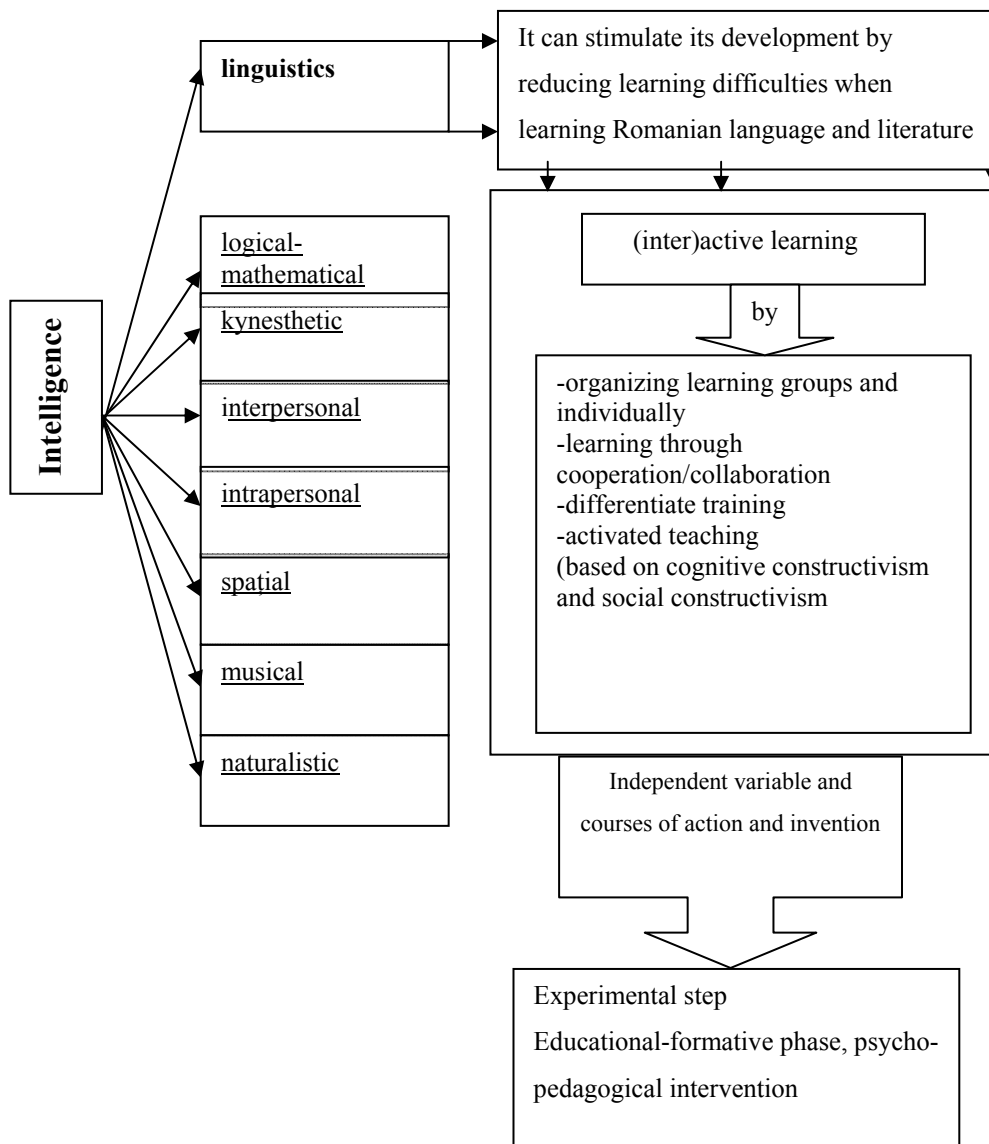 Intelligence
linguistics
logical-
mathematical
kynesthetic
interpersonal
intrapersonal
spațial
musical
naturalistic
It can stimulate its development by
reducing learning difficulties when
learning Romanian language and literature
(inter)active learning
by
-organizing learning groups and
individually
-learning through
cooperation/collaboration
-differentiate training
-activated teaching
(based on cognitive constructivism
and social constructivism
Independent variable and
courses of action and invention
Experimental step
Educational-formative phase, psycho-
pedagogical intervention